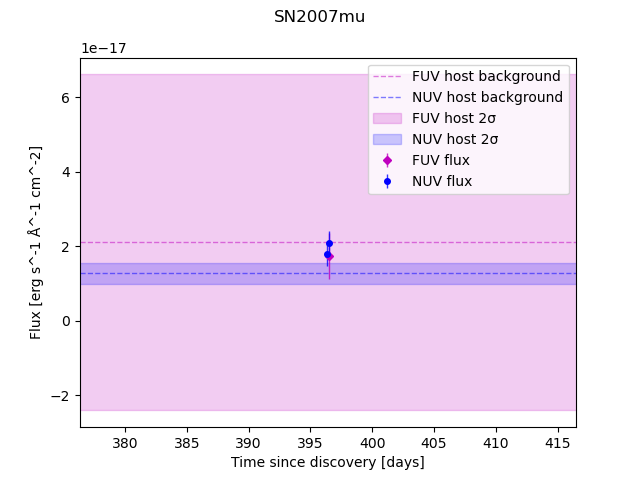 SN2007mu
1e−17
FUV host background
NUV host background
FUV host 2σ
NUV host 2σ
FUV flux
NUV flux
6
4
2
0
−2
Flux [erg s^-1 Å^-1 cm^-2]
380 385 390 395 400 405 410 415
Time since discovery [days]